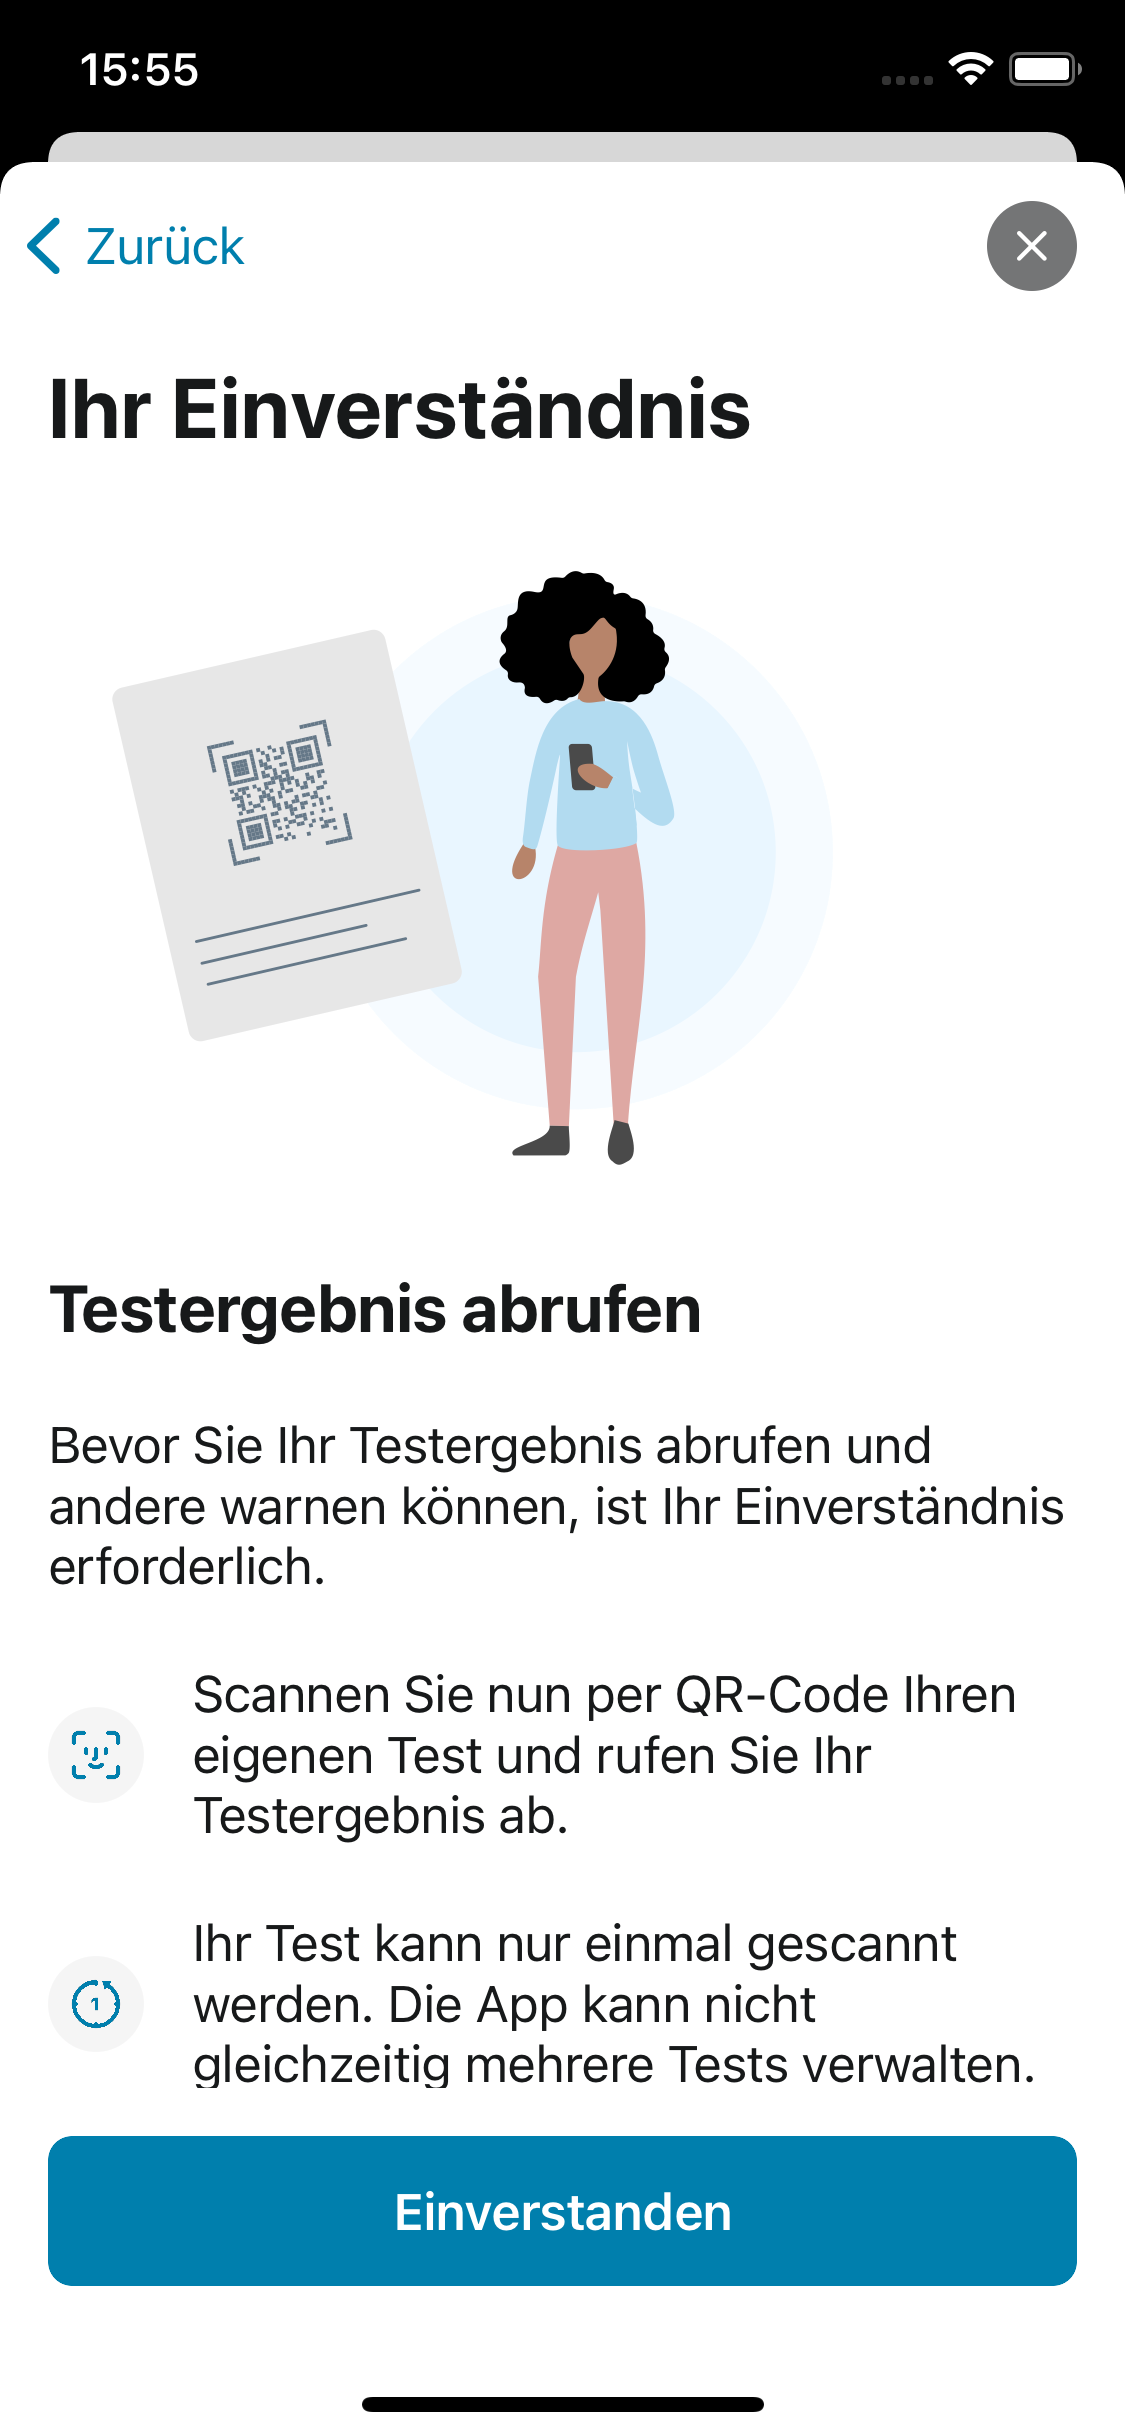 15:55
Zurück
Ihr Einverständnis
Testergebnis abrufen
Bevor Sie Ihr Testergebnis abrufen und
andere warnen können, ist Ihr Einverständnis
erforderlich.
Scannen Sie nun per QR-Code Ihren
eigenen Test und rufen Sie Ihr
Testergebnis ab.
1
Ihr Test kann nur einmal gescannt
werden. Die App kann nicht
gleichzeitig mehrere Tests verwalten.
Einverstanden